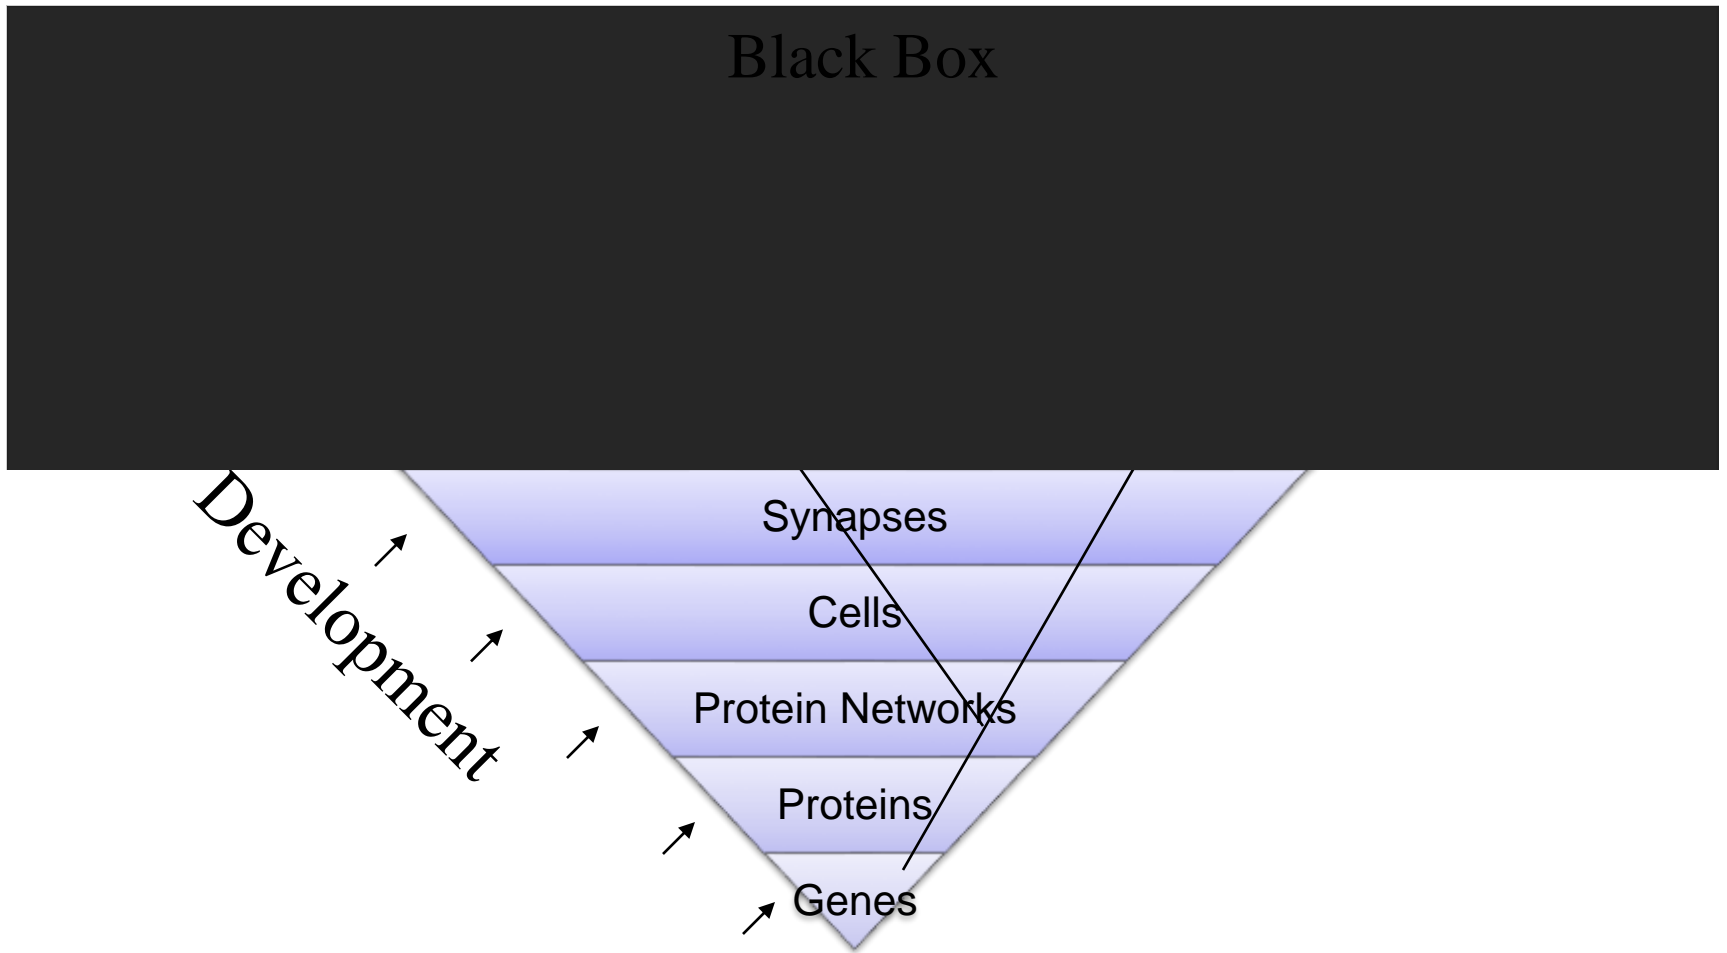 Black Box
Development
Synapses
Cells
Protein Networks
Proteins
Genes